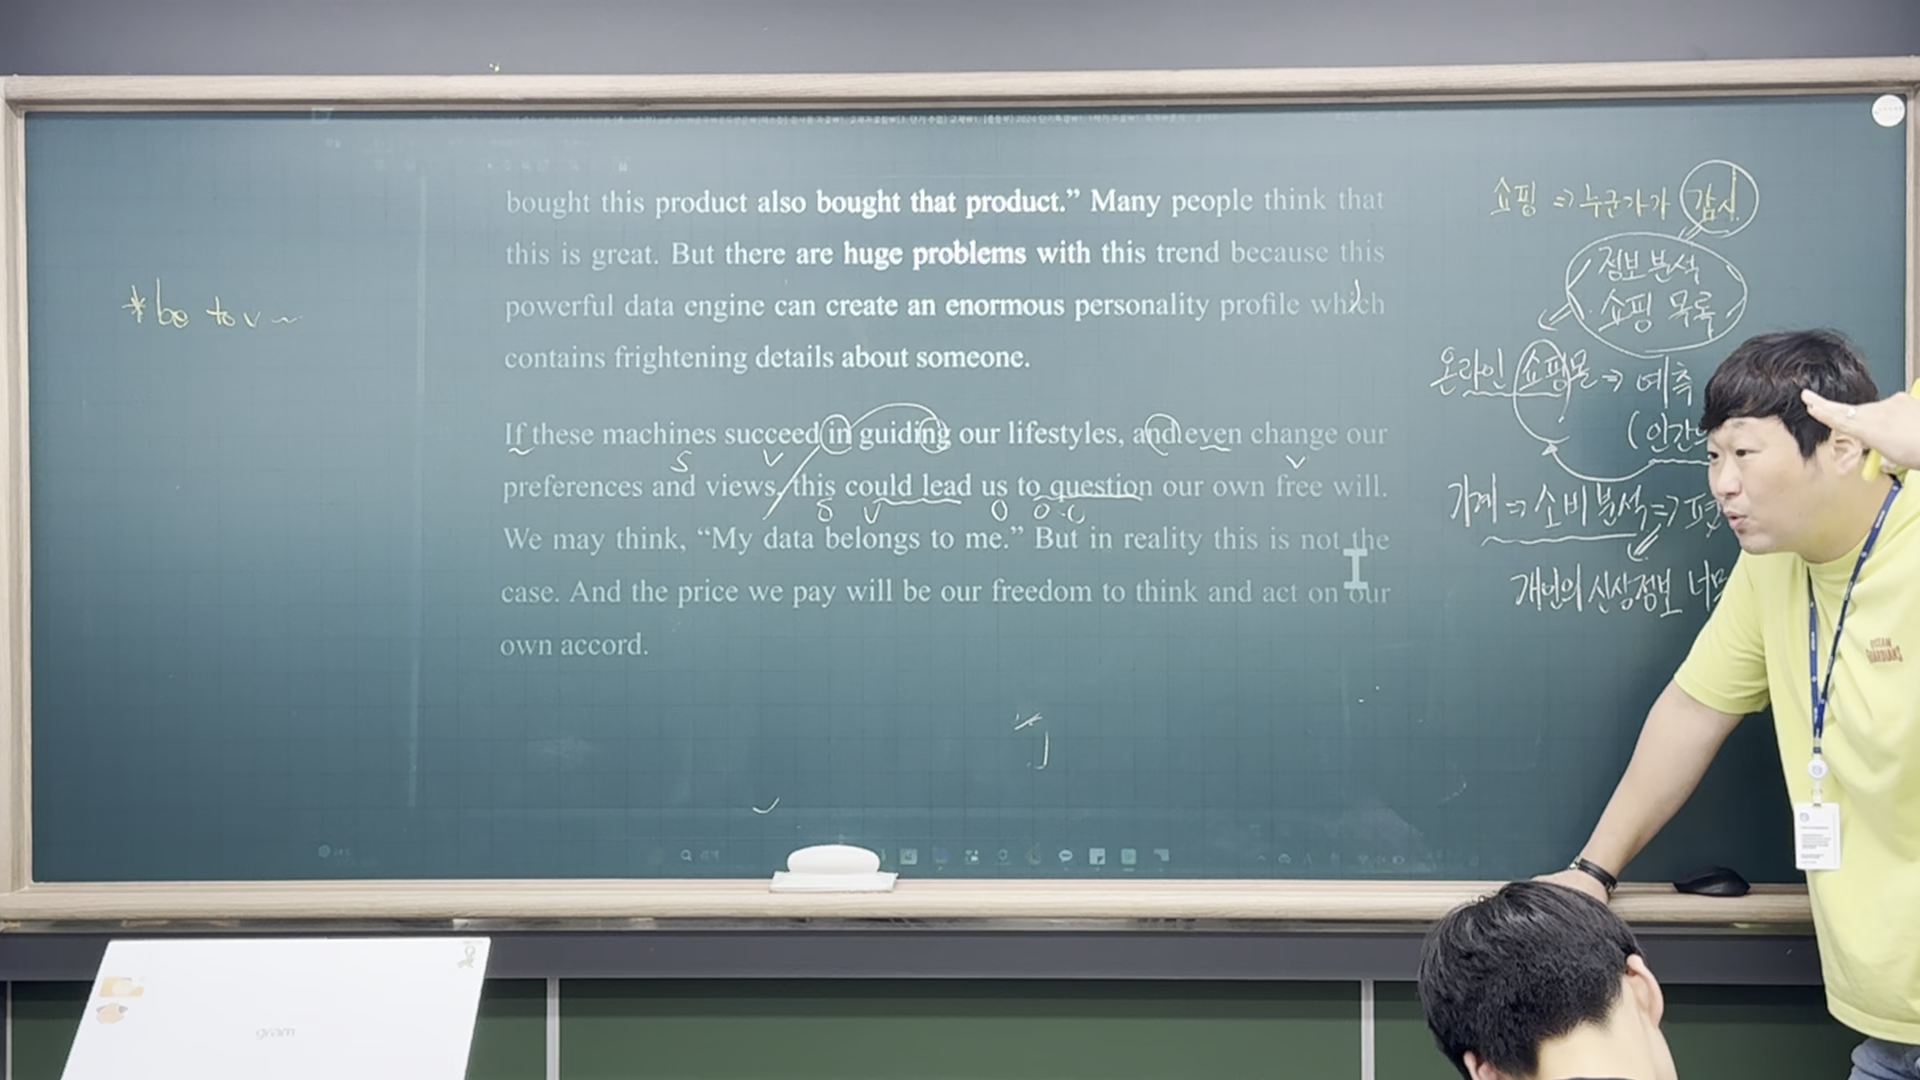 bought this product also bought that product.” Many people think that
this is great. But there are huge problems with this trend because this
powerful data engine can create an enormous personality profile which
contains frightening details about someone.
If these machines succeed in guiding our lifestyles, and even change our
S V V
preferences and views, this could lead us to question our own free will.
S V O O.C
We may think, “My data belongs to me.” But in reality this is not the
case. And the price we pay will be our freedom to think and act on our
own accord.
*be to v ~
쇼핑 => 누군가가 감시
정보 분석
쇼핑 목록
온라인 쇼핑몰 => 예측
(인간의
가게 => 소비 분석 =>
개인의 신상정보 너무
gram